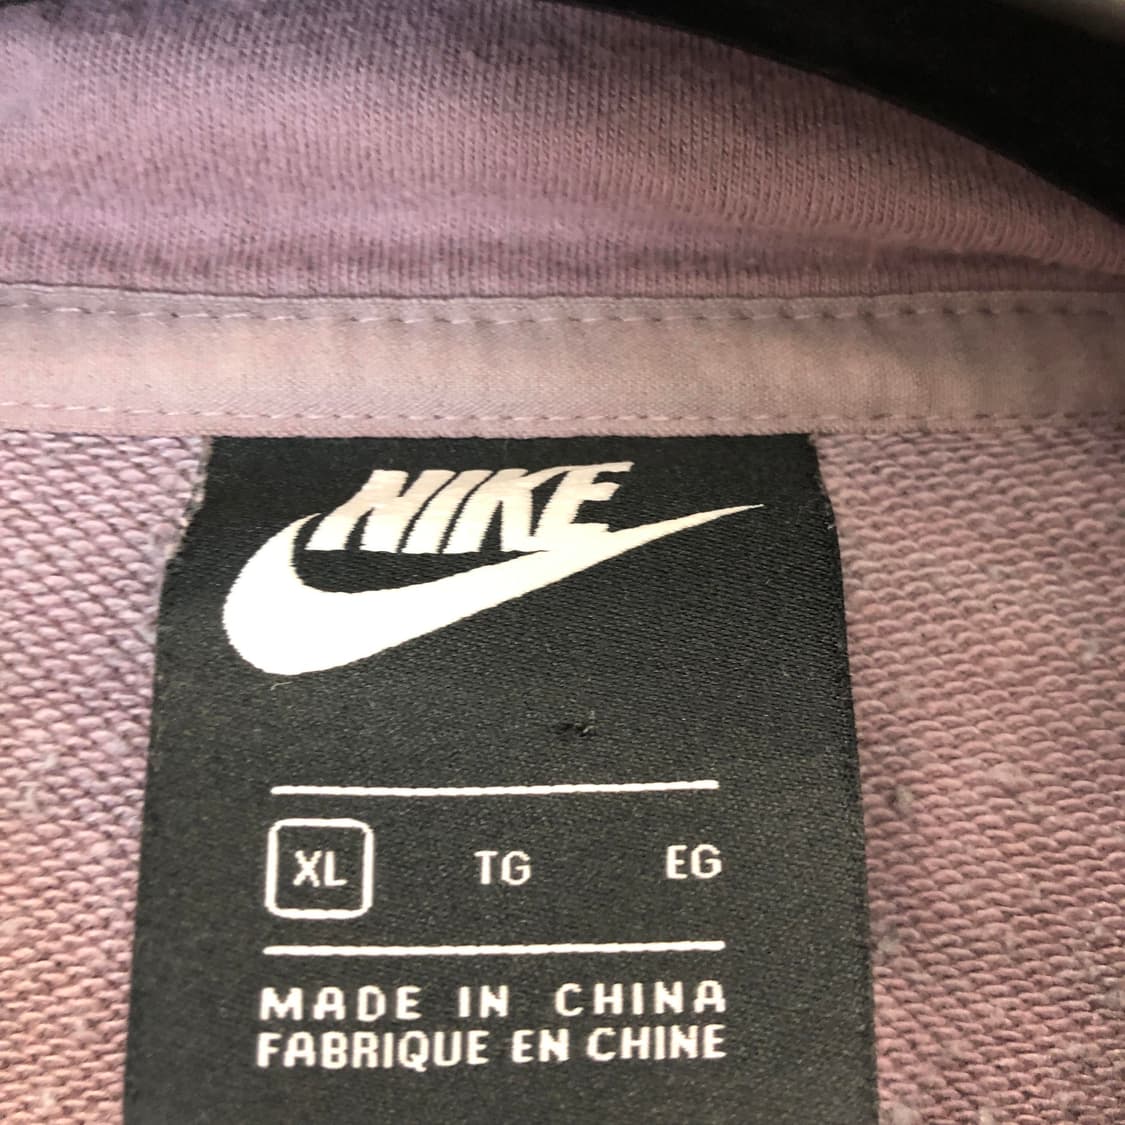 NIKE
XL TG EG
MADE IN CHINA
FABRIQUE EN CHINE